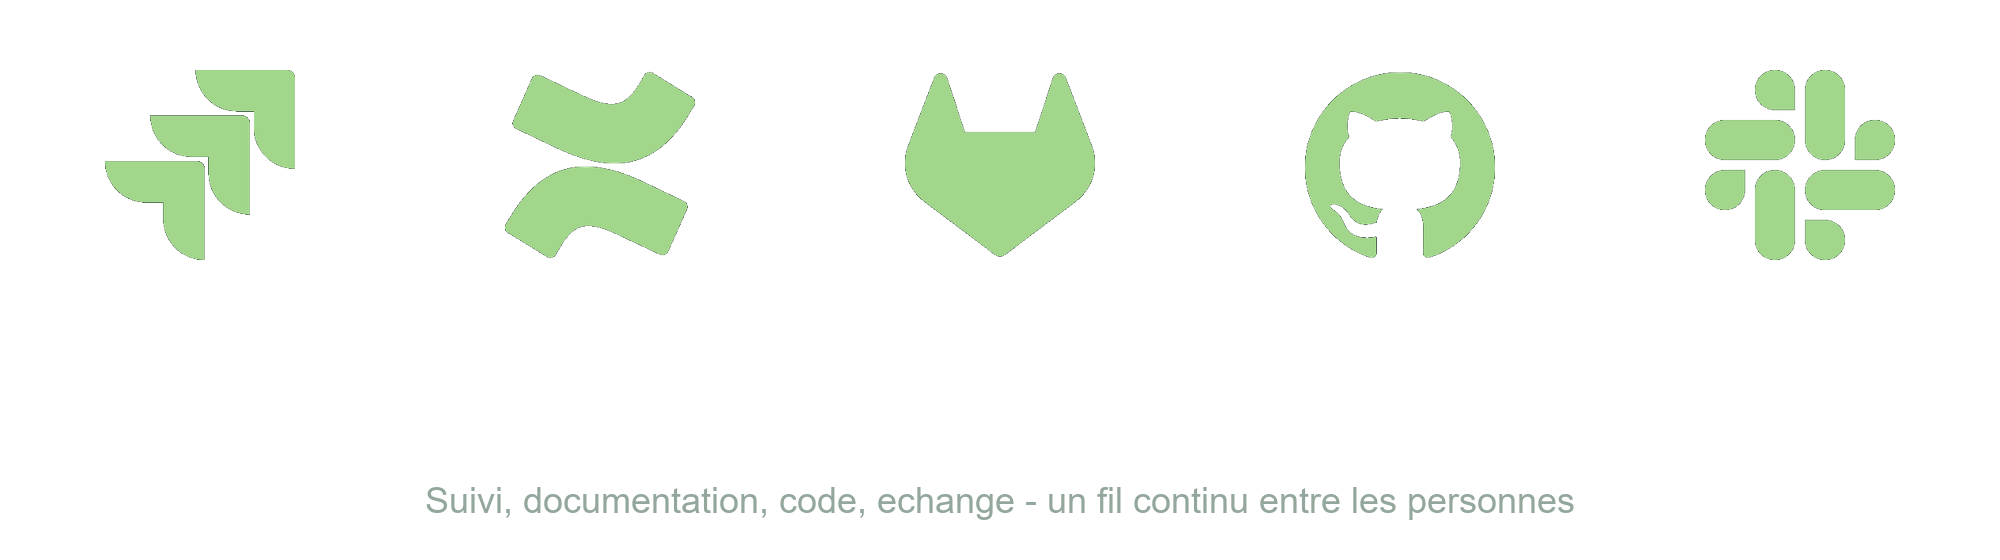 Suivi, documentation, code, echange - un fil continu entre les personnes